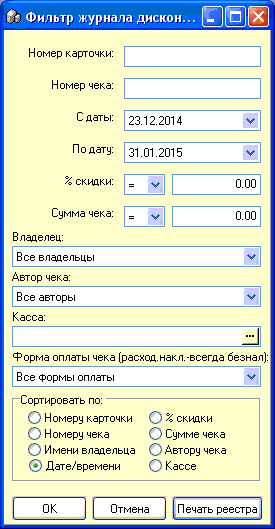 Фильтр журнала дискон...
Номер карточки:
Номер чека:
С даты: 23.12.2014
По дату: 31.01.2015
% скидки: = 0.00
Сумма чека: = 0.00
Владелец:
Все владельцы
Автор чека:
Все авторы
Касса:
...
Форма оплаты чека (расход.накл.-всегда безнал):
Все формы оплаты
Сортировать по:
Номеру карточки % скидки
Номеру чека Сумме чека
Имени владельца Автору чека
Дате/времени Кассе
OK Отмена Печать реестра